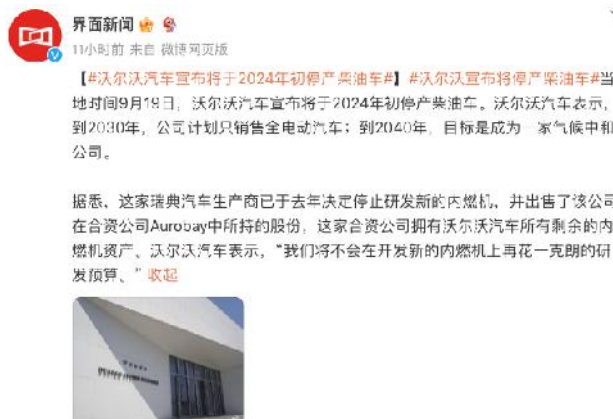 界面新闻
11小时前 来自 微博网页版
【#沃尔沃汽车宣布将于2024年初停产柴油车#】#沃尔沃宣布将停产柴油车#当
地时间9月19日，沃尔沃汽车宣布将于2024年初停产柴油车。沃尔沃汽车表示，
到2030年，公司计划只销售全电动汽车；到2040年，目标是成为 家气候中和
公司。
据悉，这家瑞典汽车生产商已于去年决定停止研发新的内燃机，并出售了该公司
在合资公司Aurobay中所持的股份，这家合资公司拥有沃尔沃汽车所有剩余的内
燃机资产。沃尔沃汽车表示，“我们将不会在开发新的内燃机上再花一克朗的研
发预算。” 收起